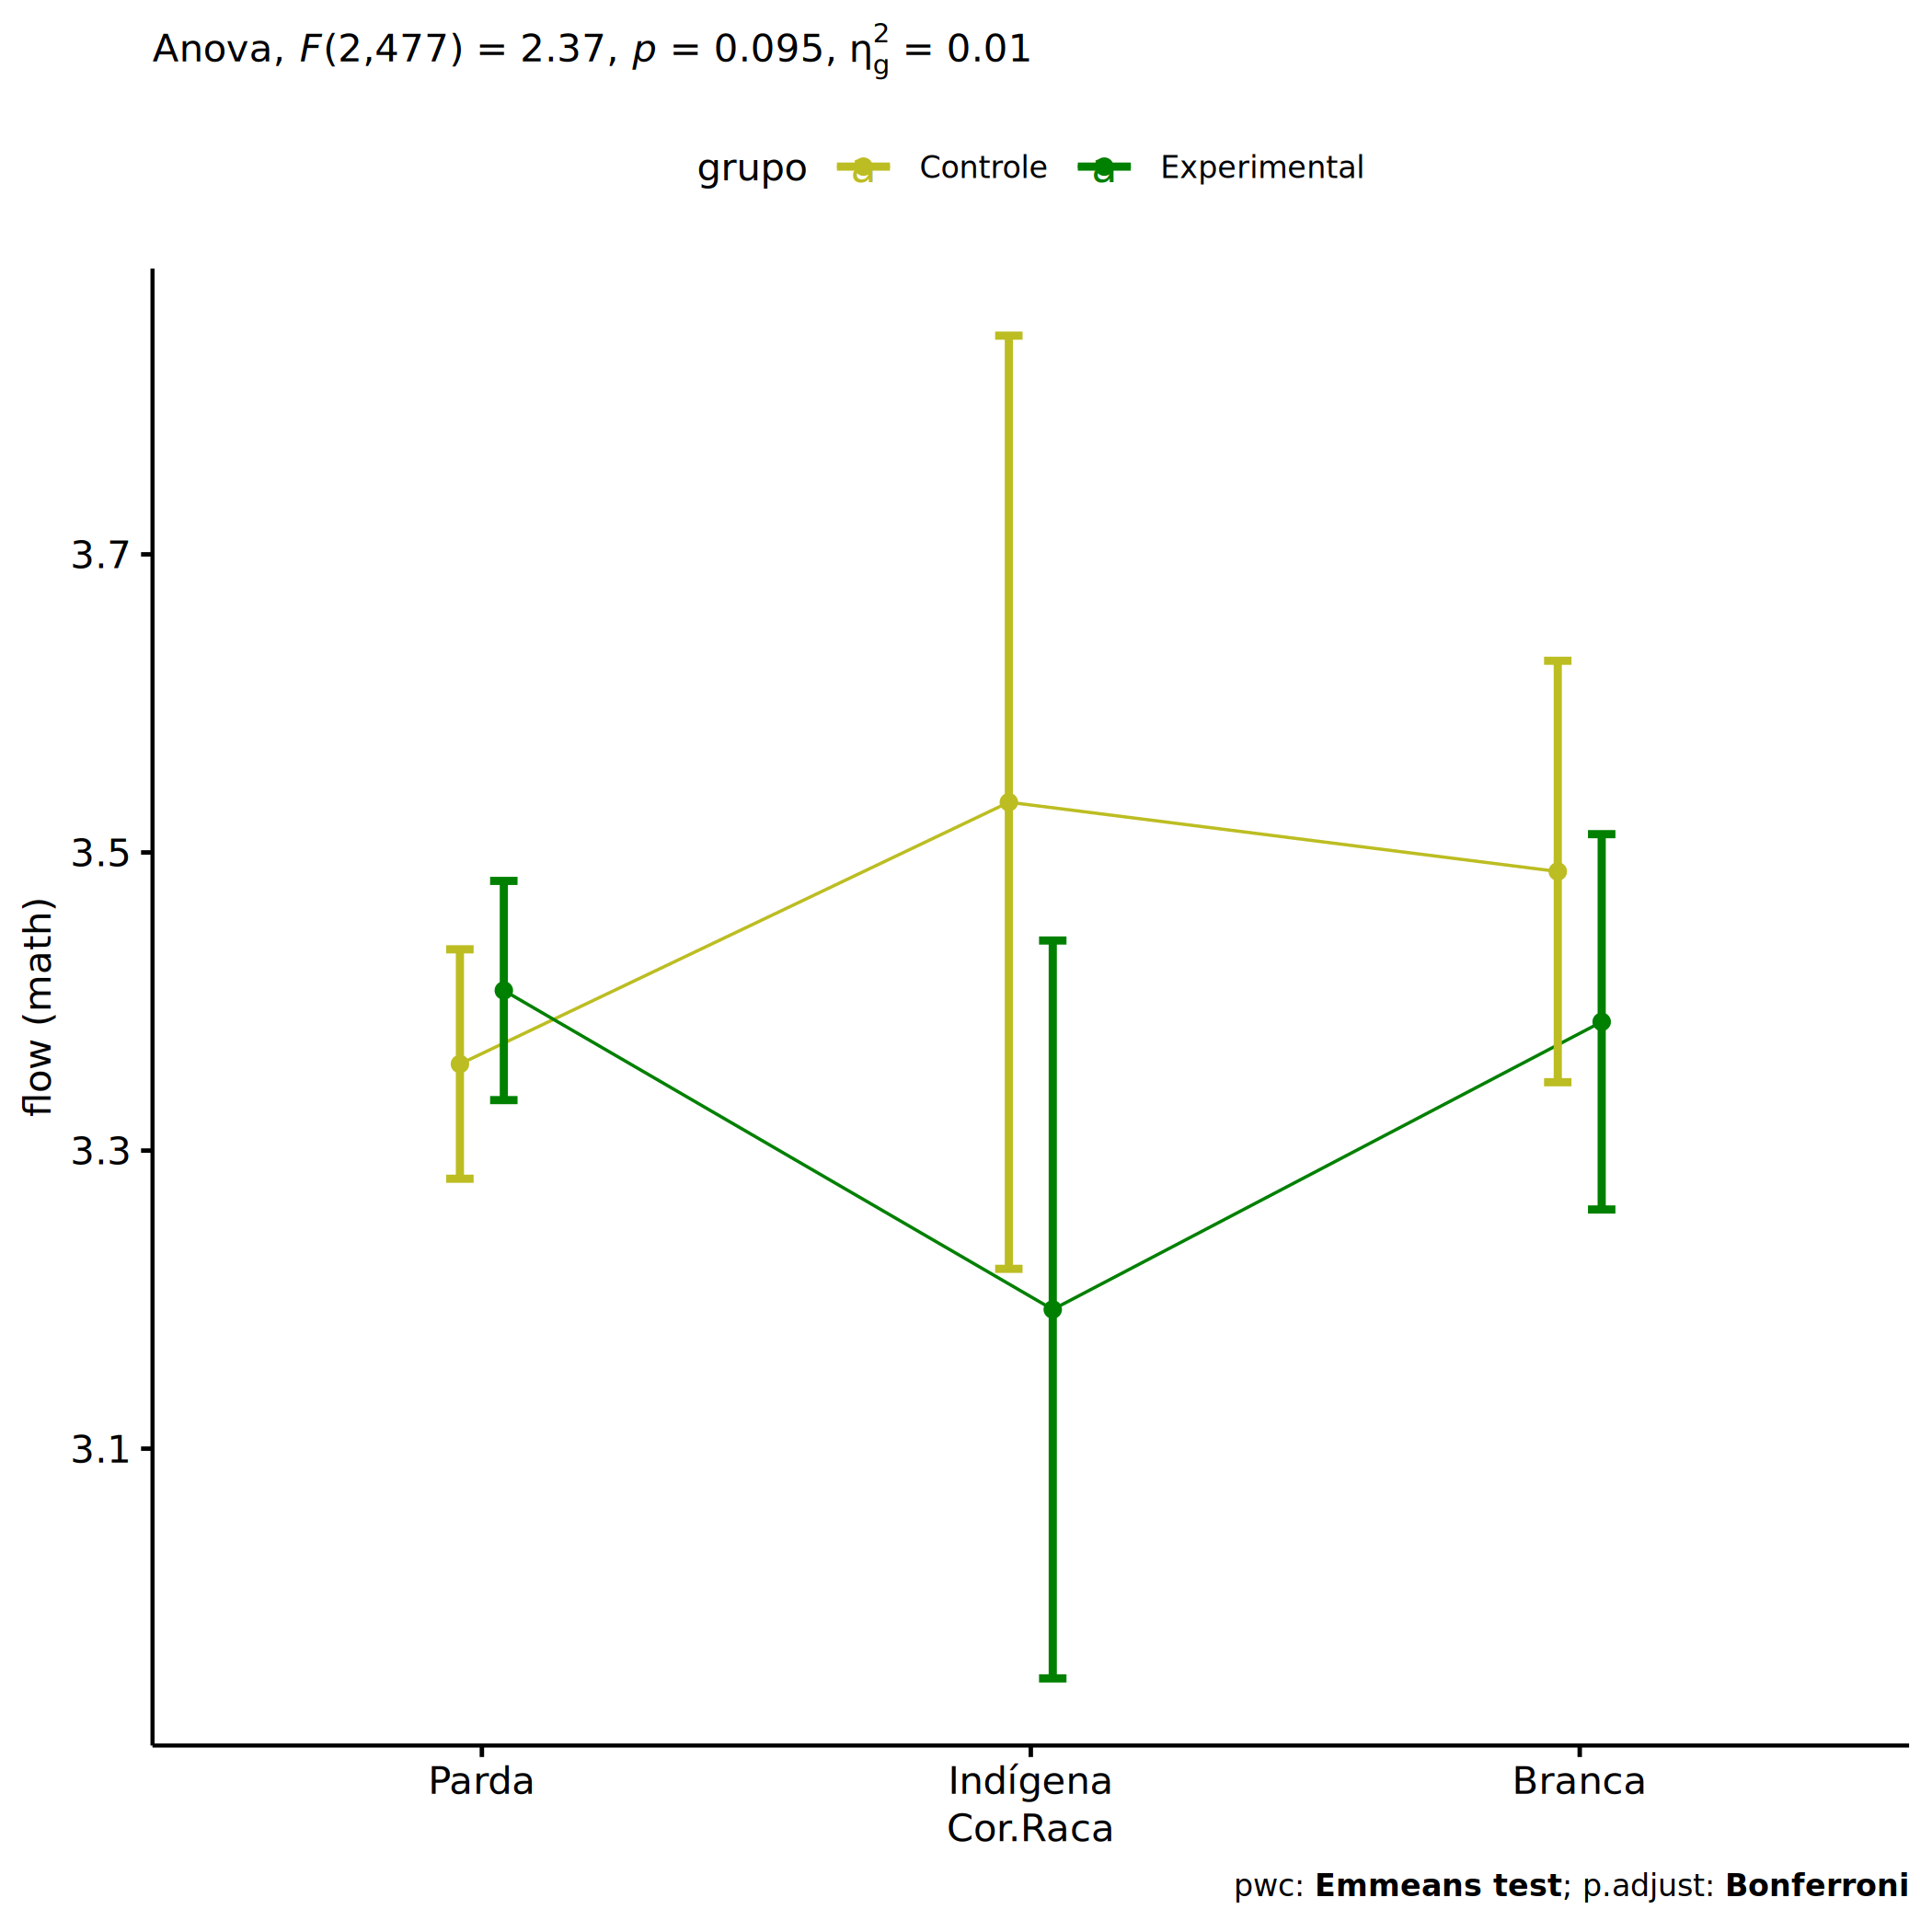 Anova, F(2,477) = 2.37, p = 0.095, η²g = 0.01
grupo a Controle a Experimental
3.7
3.5
3.3
3.1
flow (math)
Parda Indígena Branca
Cor.Raca
pwc: Emmeans test; p.adjust: Bonferroni